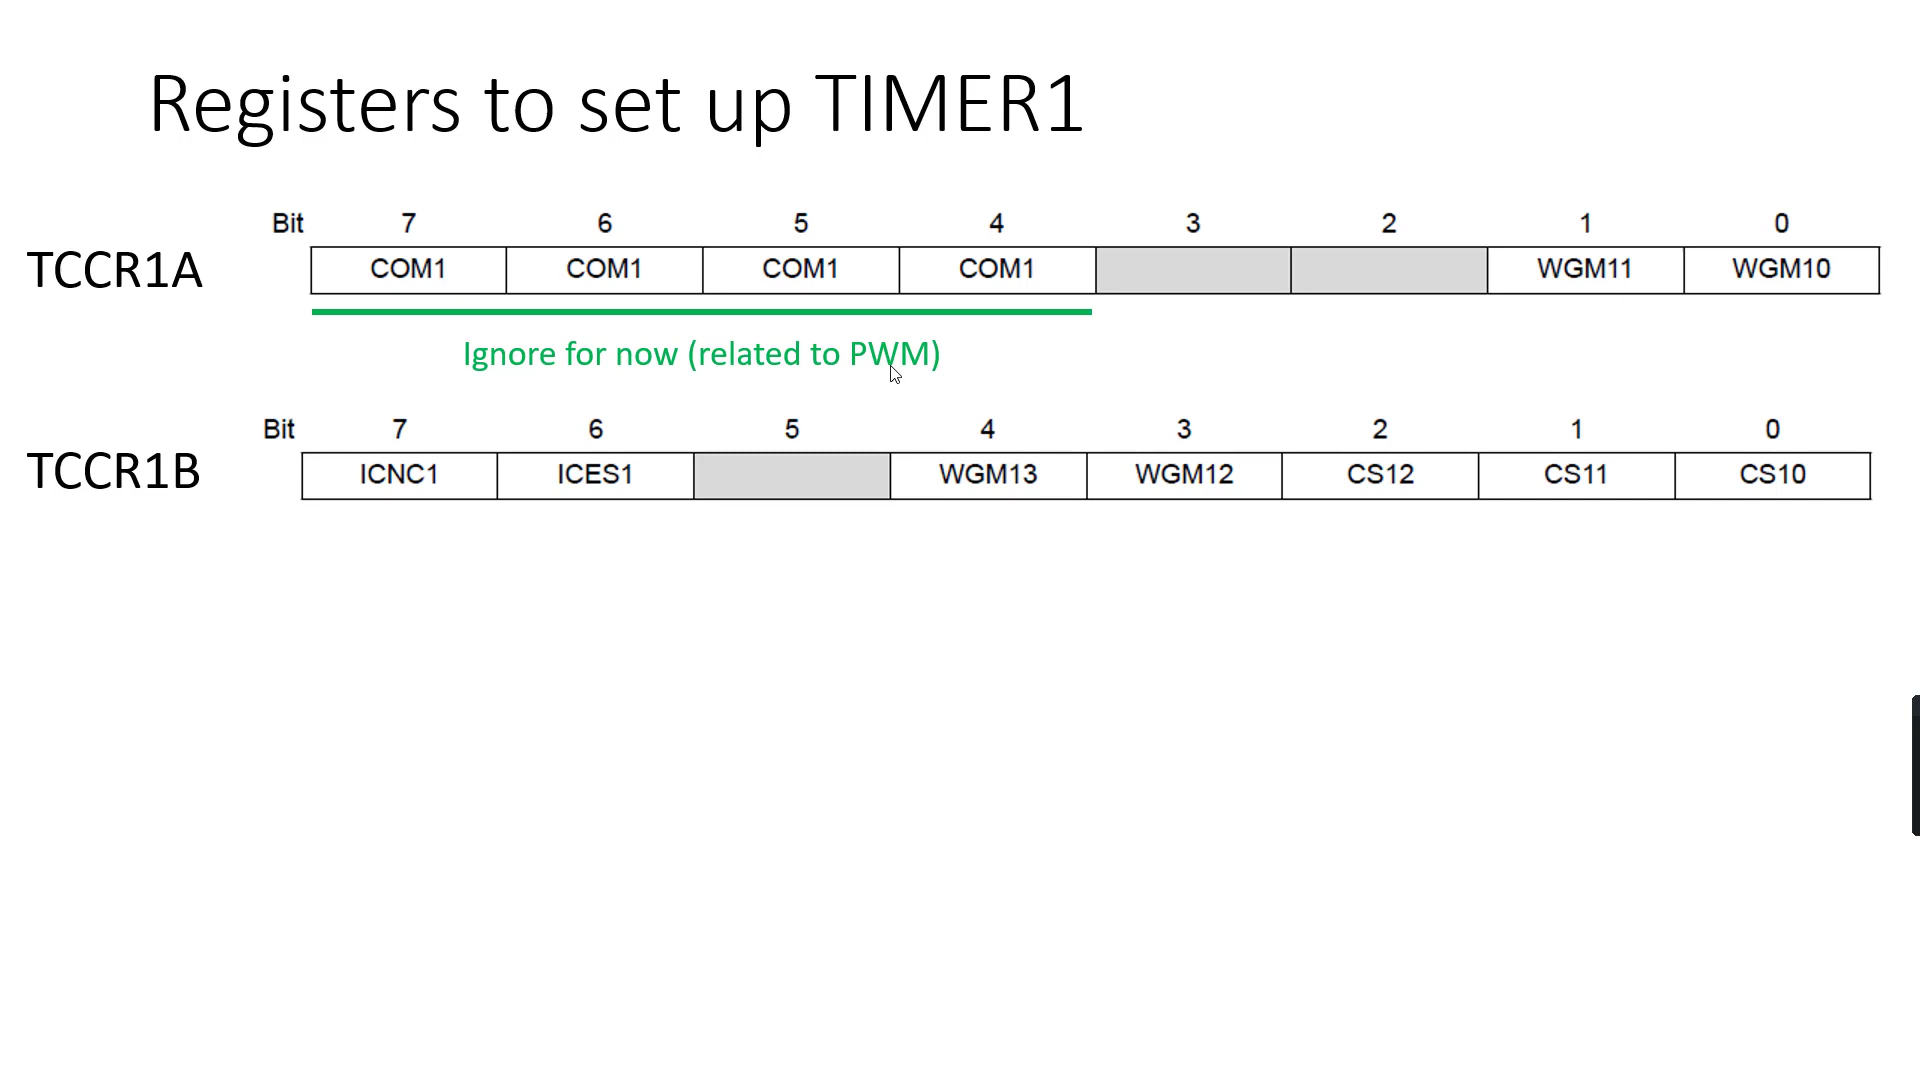 Registers to set up TIMER1
Bit 7 6 5 4 3 2 1 0
TCCR1A COM1 COM1 COM1 COM1 WGM11 WGM10
Ignore for now (related to PWM)
Bit 7 6 5 4 3 2 1 0
TCCR1B ICNC1 ICES1 WGM13 WGM12 CS12 CS11 CS10